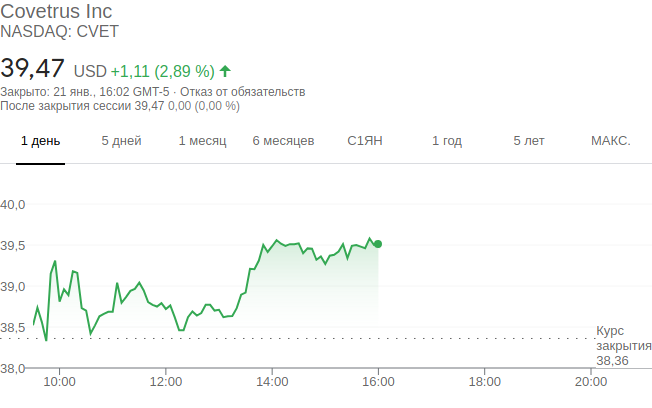 Covetrus Inc
NASDAQ: CVET
39,47 USD +1,11 (2,89 %)
Закрыто: 21 янв., 16:02 GMT-5 · Отказ от обязательств
После закрытия сессии 39,47 0,00 (0,00 %)
1 день 5 дней 1 месяц 6 месяцев С1ЯН 1 год 5 лет МАКС.
40,0
39,5
39,0
38,5
Курс
закрытия
38,36
38,0
10:00 12:00 14:00 16:00 18:00 20:00